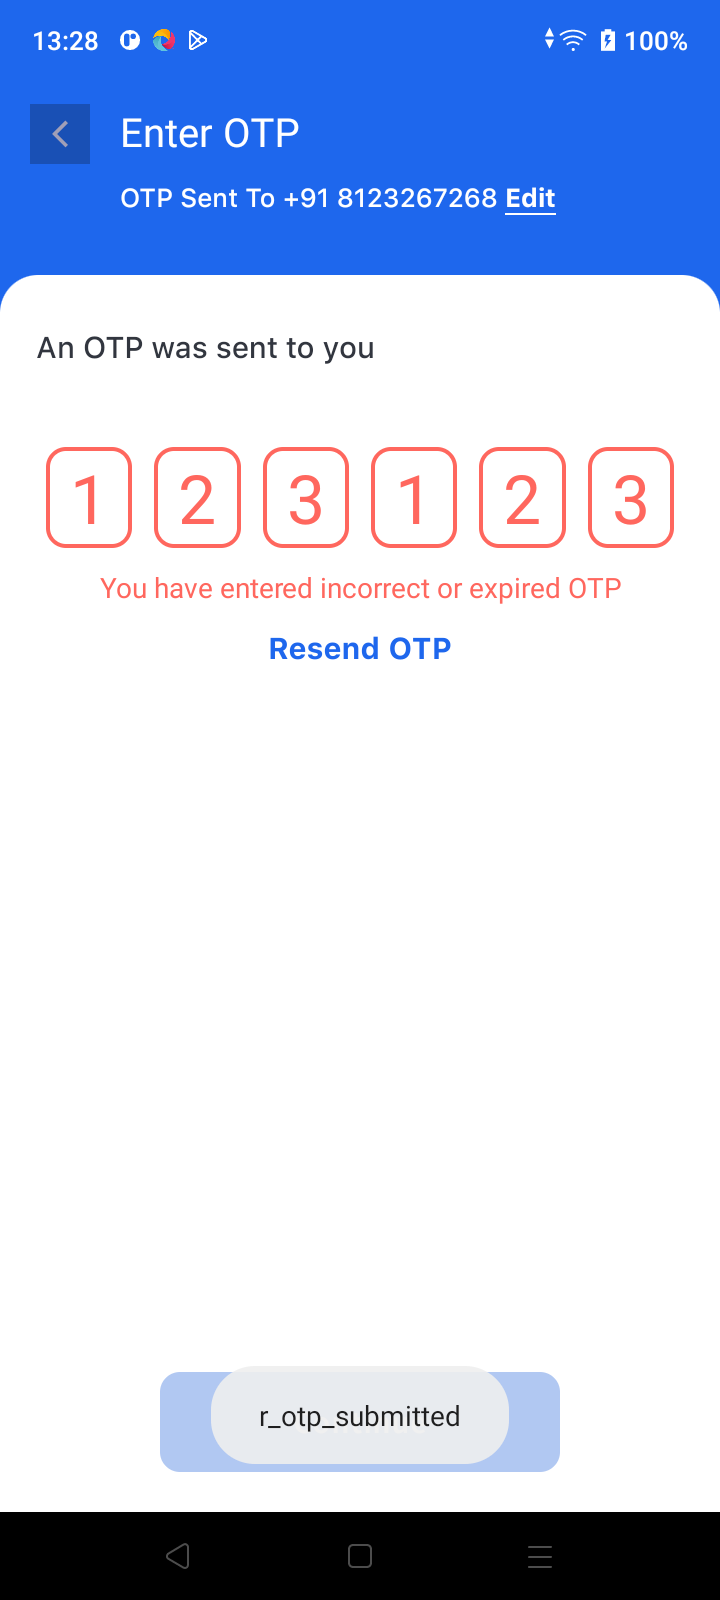 13:28
100%
Enter OTP
OTP Sent To +91 8123267268 Edit
An OTP was sent to you
1 2 3 1 2 3
You have entered incorrect or expired OTP
Resend OTP
r_otp_submitted